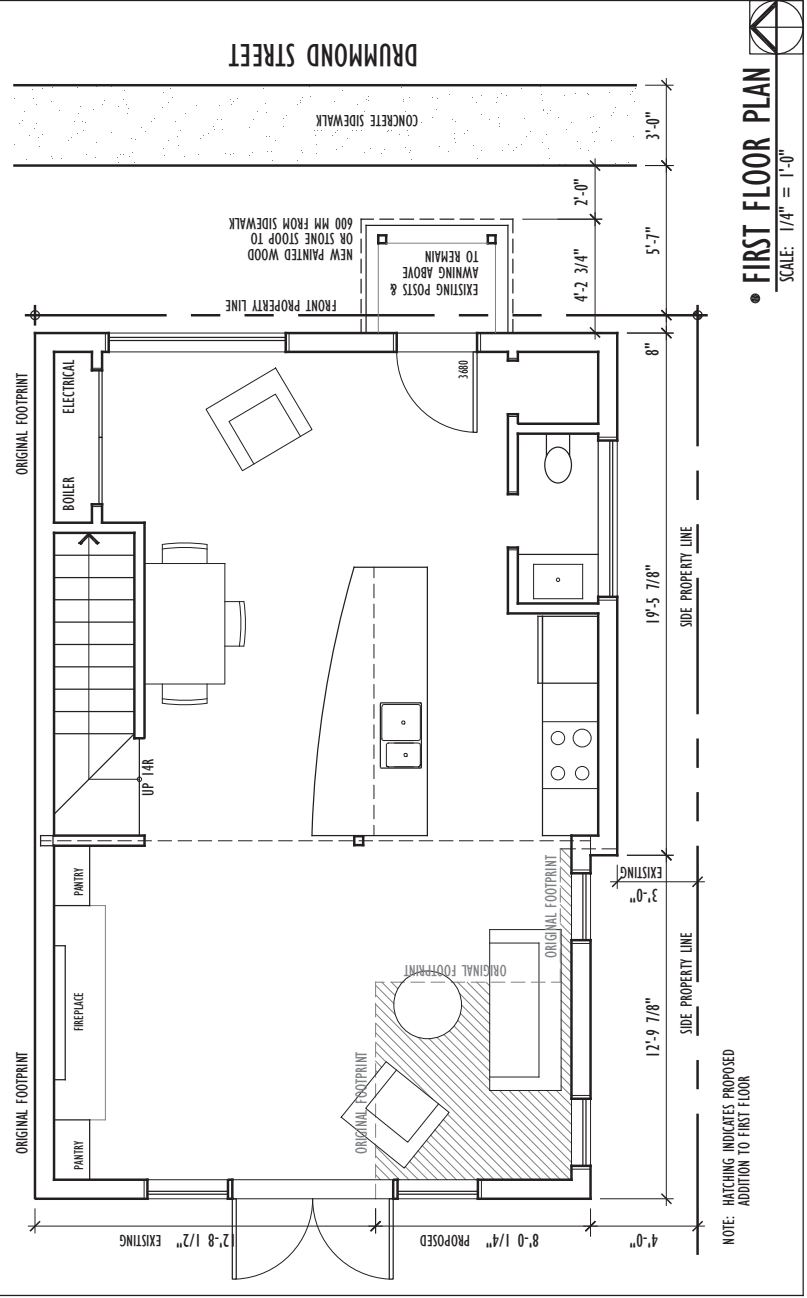 DRUMMOND STREET
CONCRETE SIDEWALK
3'-0"
2'-0"
5'-7"
4'-2 3/4"
NEW PAINTED WOOD
OR STONE STOOP TO
600 MM FROM SIDEWALK
EXISTING POSTS &
AWNING ABOVE
TO REMAIN
FRONT PROPERTY LINE
ORIGINAL FOOTPRINT
ELECTRICAL
BOILER
3680
8"
19'-5 7/8"
SIDE PROPERTY LINE
UP 14R
PANTRY
FIREPLACE
PANTRY
ORIGINAL FOOTPRINT
ORIGINAL FOOTPRINT
ORIGINAL FOOTPRINT
ORIGINAL FOOTPRINT
3'-0"
EXISTING
12'-9 7/8"
SIDE PROPERTY LINE
12'-8 1/2" EXISTING
8'-0 1/4" PROPOSED
4'-0"
NOTE: HATCHING INDICATES PROPOSED
ADDITION TO FIRST FLOOR
• FIRST FLOOR PLAN
SCALE: 1/4" = 1'-0"